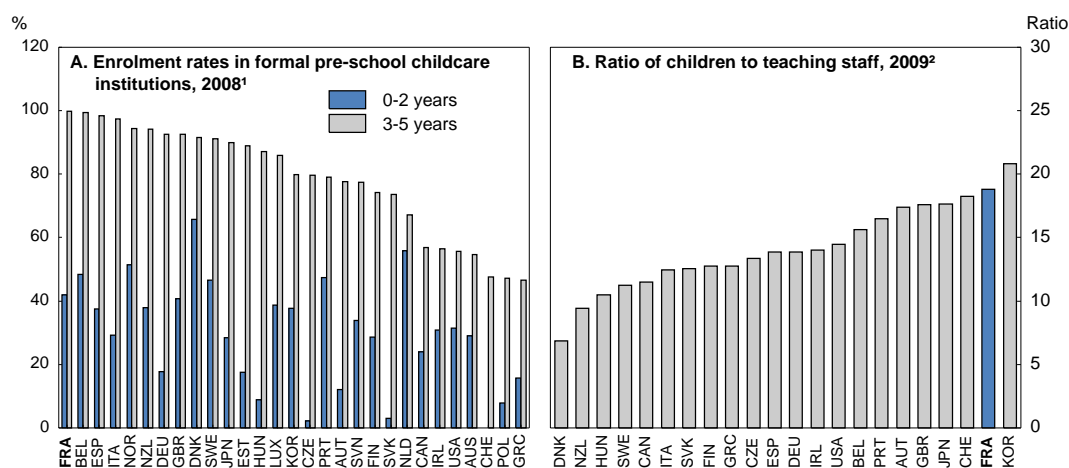 %
Ratio
120
100
80
60
40
20
0
A. Enrolment rates in formal pre-school childcare
institutions, 2008¹
0-2 years
3-5 years
FRA
BEL
ESP
ITA
NOR
NZL
DEU
GBR
DNK
SWE
JPN
EST
HUN
LUX
KOR
CZE
PRT
AUT
SVN
FIN
SVK
NLD
CAN
IRL
USA
AUS
CHE
POL
GRC
B. Ratio of children to teaching staff, 2009²
30
25
20
15
10
5
0
DNK
NZL
HUN
SWE
CAN
ITA
SVK
FIN
GRC
CZE
ESP
DEU
IRL
USA
BEL
PRT
AUT
GBR
JPN
CHE
FRA
KOR